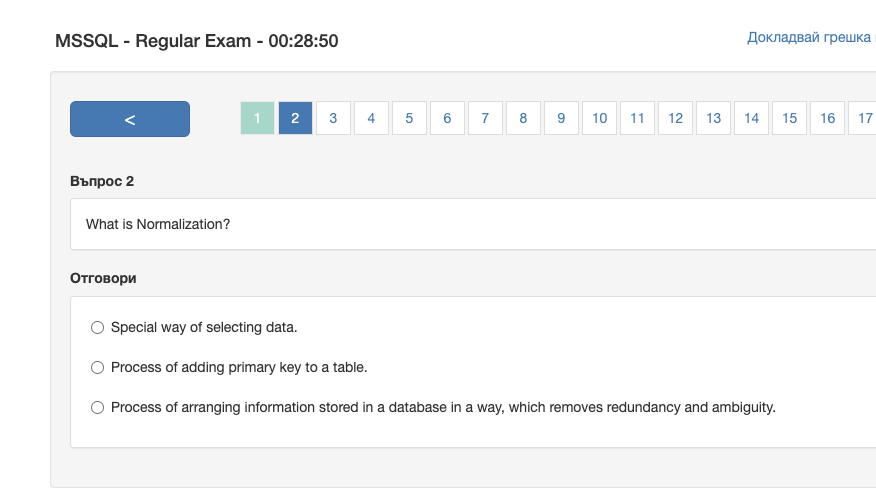 MSSQL - Regular Exam - 00:28:50
Докладвай грешка
<
1 2 3 4 5 6 7 8 9 10 11 12 13 14 15 16 17
Въпрос 2
What is Normalization?
Отговори
Special way of selecting data.
Process of adding primary key to a table.
Process of arranging information stored in a database in a way, which removes redundancy and ambiguity.